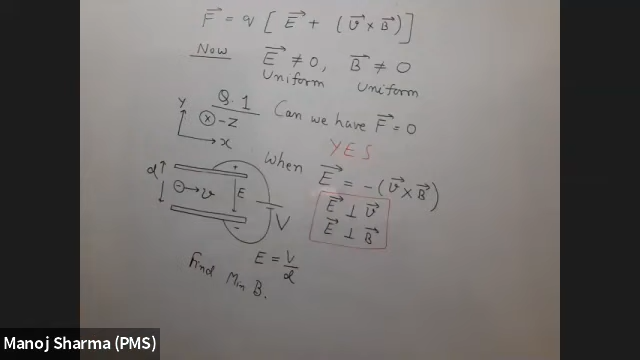 F = q [ E + (v × B) ]
Now E ≠ 0, B ≠ 0
Uniform Uniform
Q.1 Can we have F = 0
Y
⊗ -Z
X
YES
When E = -(v × B)
E ⊥ v
E ⊥ B
d
+
⊖ → v
E
V
-
E = V/d
Find Min B.
Manoj Sharma (PMS)